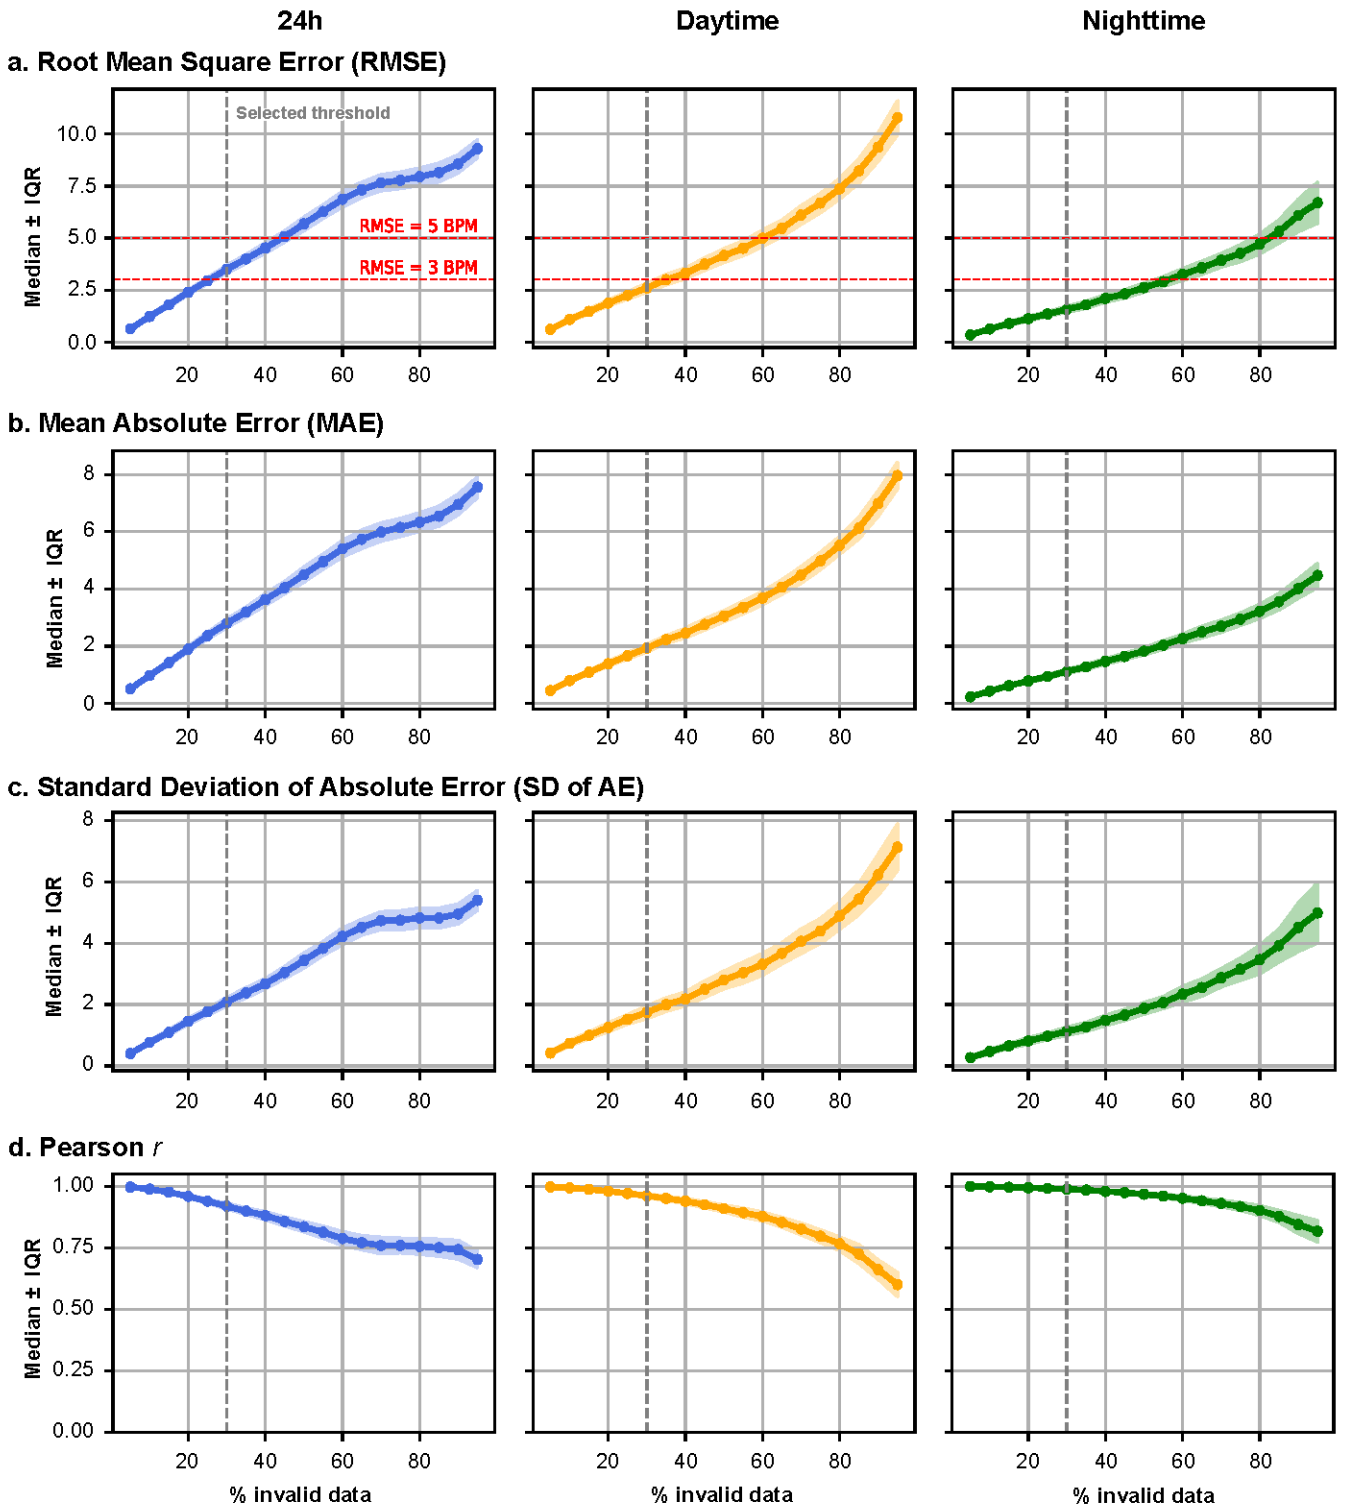 24h Daytime Nighttime
a. Root Mean Square Error (RMSE)
Selected threshold
10.0
7.5
5.0
2.5
0.0
Median ± IQR
RMSE = 5 BPM
RMSE = 3 BPM
20 40 60 80 20 40 60 80 20 40 60 80
b. Mean Absolute Error (MAE)
8
6
4
2
0
Median ± IQR
20 40 60 80 20 40 60 80 20 40 60 80
c. Standard Deviation of Absolute Error (SD of AE)
8
6
4
2
0
Median ± IQR
20 40 60 80 20 40 60 80 20 40 60 80
d. Pearson r
1.00
0.75
0.50
0.25
0.00
Median ± IQR
20 40 60 80 20 40 60 80 20 40 60 80
% invalid data % invalid data % invalid data